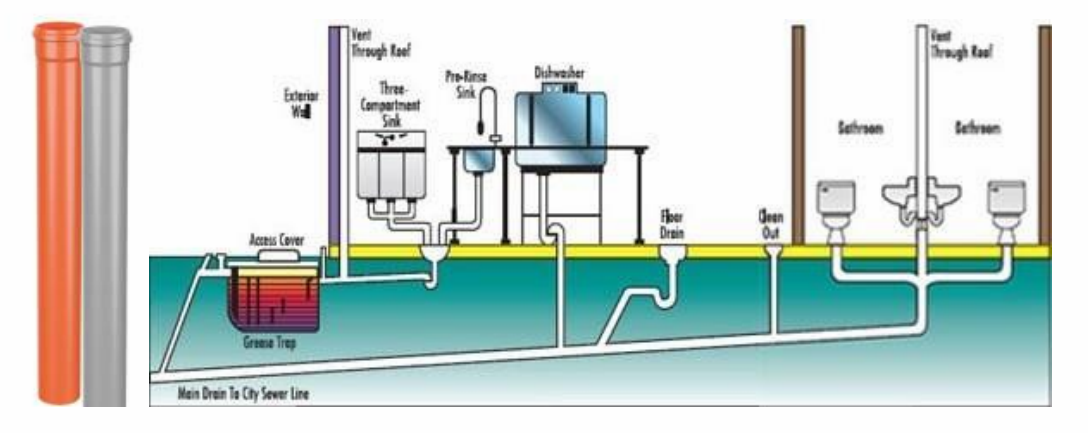 Vent
Through Roof
Exterior
Wall
Three-
Compartment
Sink
Pre-Rinse
Sink
Dishwasher
Vent
Through Roof
Bathroom
Bathroom
Floor
Drain
Clean
Out
Access Cover
Grease Trap
Main Drain To City Sewer Line